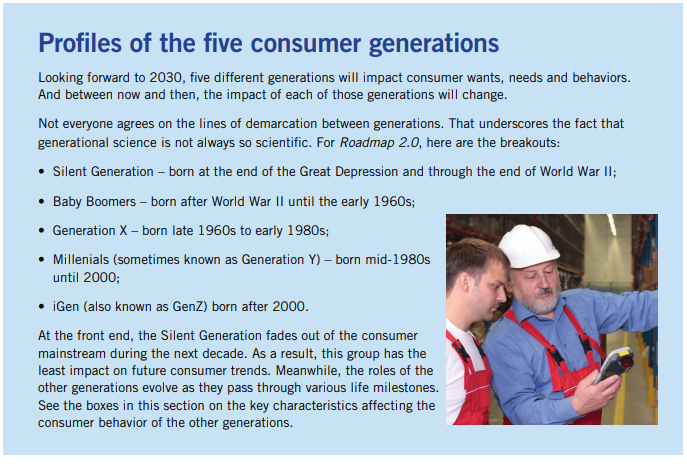 Profiles of the five consumer generations
Looking forward to 2030, five different generations will impact consumer wants, needs and behaviors.
And between now and then, the impact of each of those generations will change.
Not everyone agrees on the lines of demarcation between generations. That underscores the fact that
generational science is not always so scientific. For Roadmap 2.0, here are the breakouts:
• Silent Generation – born at the end of the Great Depression and through the end of World War II;
• Baby Boomers – born after World War II until the early 1960s;
• Generation X – born late 1960s to early 1980s;
• Millenials (sometimes known as Generation Y) – born mid-1980s
until 2000;
• iGen (also known as GenZ) born after 2000.
At the front end, the Silent Generation fades out of the consumer
mainstream during the next decade. As a result, this group has the
least impact on future consumer trends. Meanwhile, the roles of the
other generations evolve as they pass through various life milestones.
See the boxes in this section on the key characteristics affecting the
consumer behavior of the other generations.